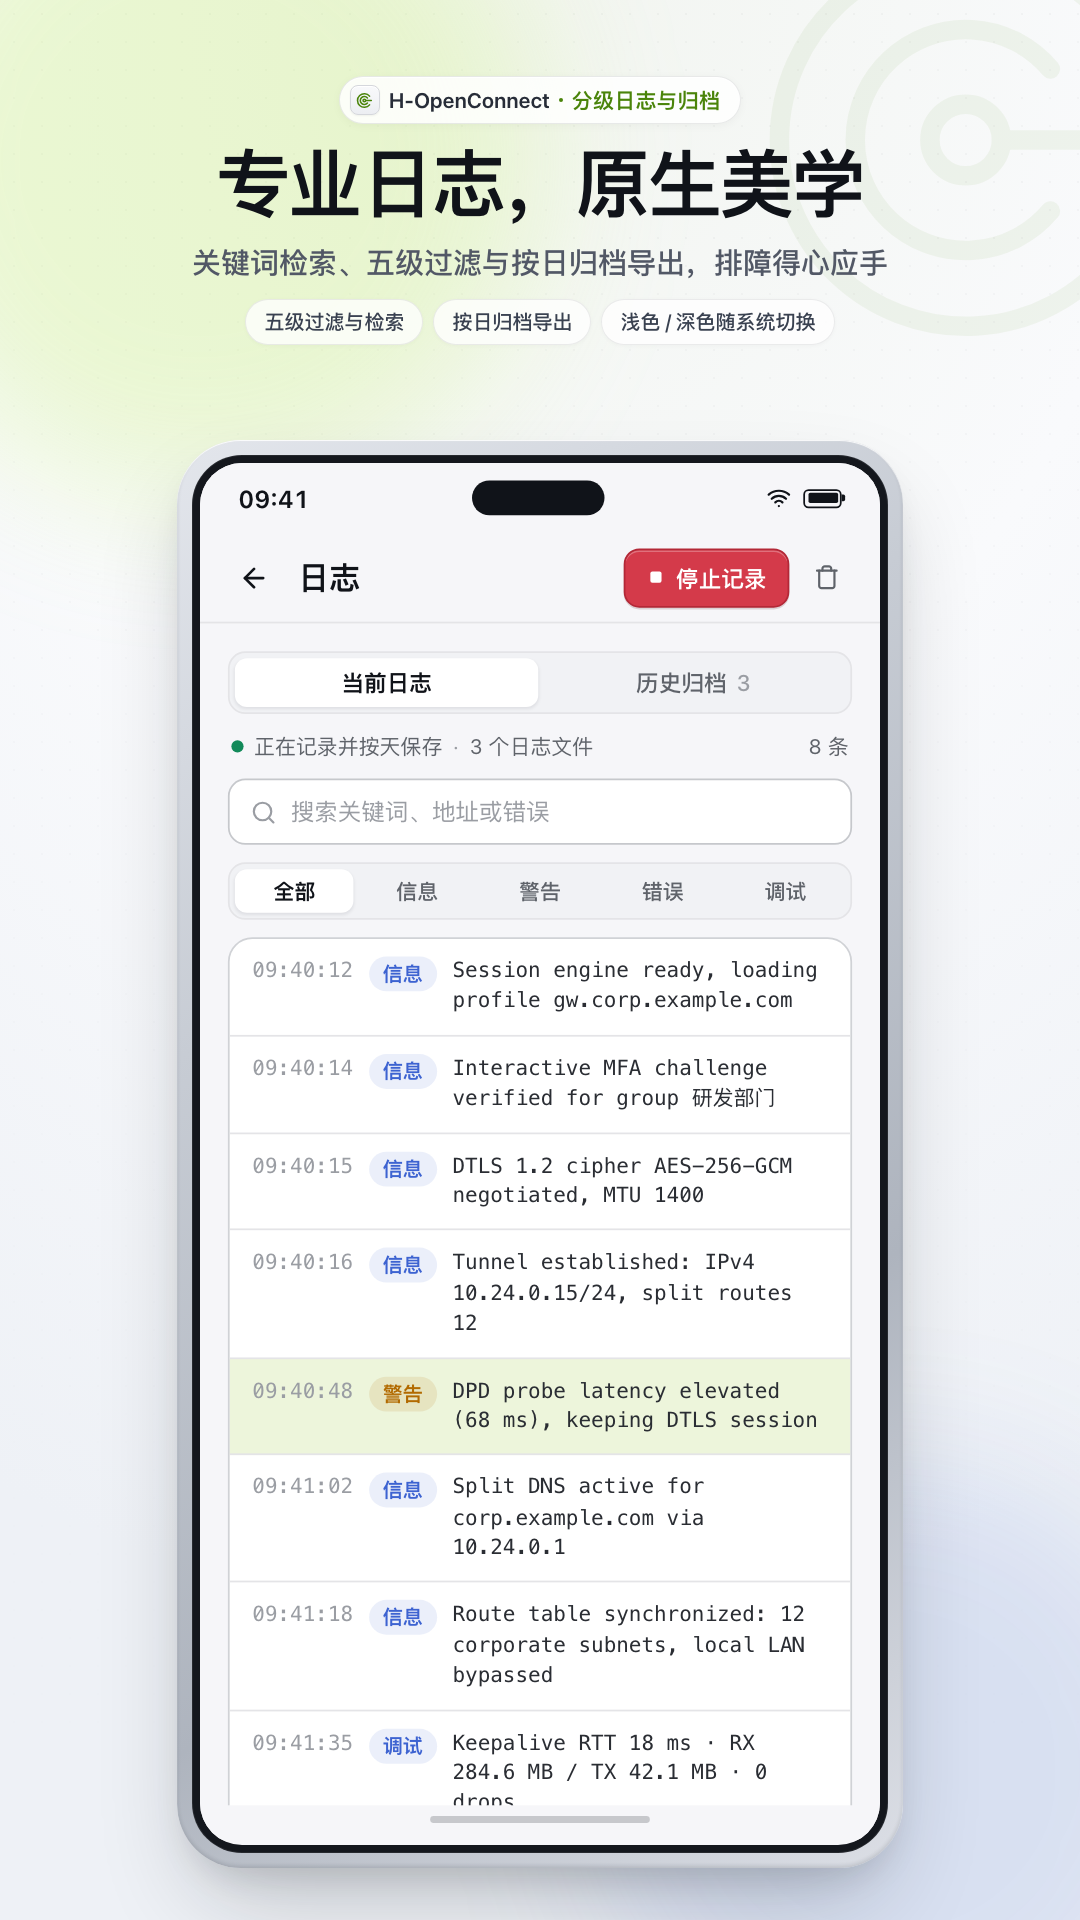 H-OpenConnect · 分级日志与归档
专业日志，原生美学
关键词检索、五级过滤与按日归档导出，排障得心应手
五级过滤与检索 按日归档导出 浅色 / 深色随系统切换
09:41
日志 停止记录
当前日志 历史归档 3
正在记录并按天保存 · 3 个日志文件 8 条
搜索关键词、地址或错误
全部 信息 警告 错误 调试
09:40:12 信息 Session engine ready, loading
profile gw.corp.example.com
09:40:14 信息 Interactive MFA challenge
verified for group 研发部门
09:40:15 信息 DTLS 1.2 cipher AES-256-GCM
negotiated, MTU 1400
09:40:16 信息 Tunnel established: IPv4
10.24.0.15/24, split routes
12
09:40:48 警告 DPD probe latency elevated
(68 ms), keeping DTLS session
09:41:02 信息 Split DNS active for
corp.example.com via
10.24.0.1
09:41:18 信息 Route table synchronized: 12
corporate subnets, local LAN
bypassed
09:41:35 调试 Keepalive RTT 18 ms · RX
284.6 MB / TX 42.1 MB · 0
drops